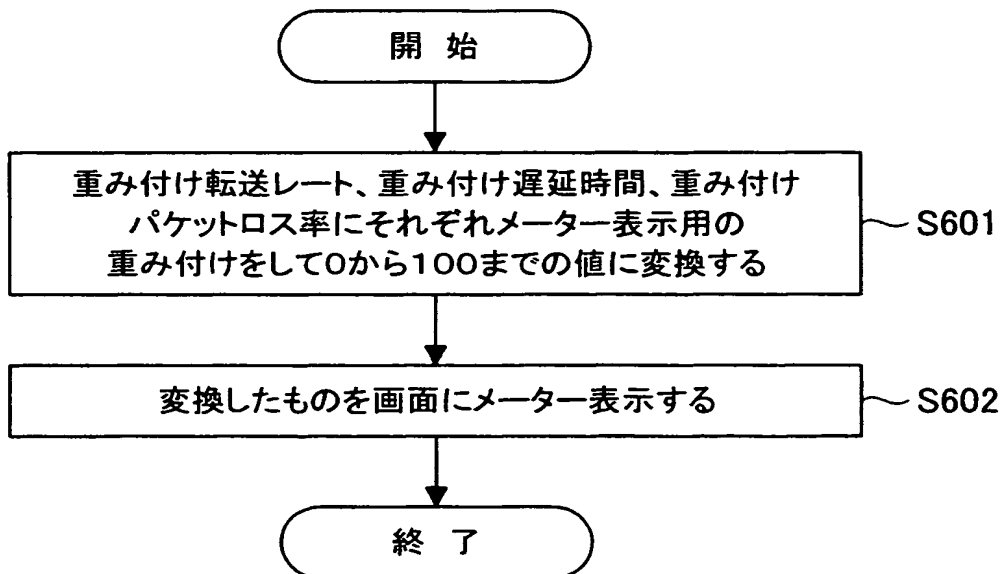 開 始
重み付け転送レート、重み付け遅延時間、重み付け
パケットロス率にそれぞれメーター表示用の
重み付けをして0から100までの値に変換する
S601
変換したものを画面にメーター表示する
S602
終 了